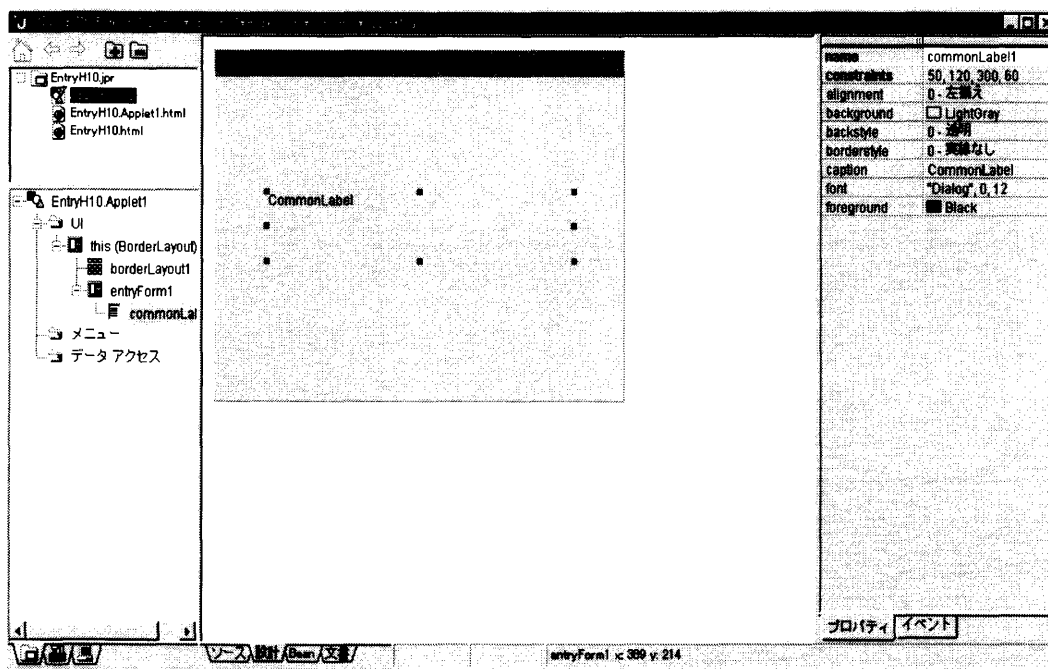 EntryH10.jpr
EntryH10.Applet1.html
EntryH10.html
EntryH10.Applet1
UI
this (BorderLayout)
borderLayout1
entryForm1
commonLal
メニュー
データ アクセス
CommonLabel
name commonLabel1
constraints 50, 120, 300, 60
alignment 0 - 左揃え
background LightGray
backstyle 0 - 透明
borderstyle 0 - 実線なし
caption CommonLabel
font "Dialog", 0, 12
foreground Black
プロパティ イベント
ソース 設計 Bean 文書
entryForm1 x: 389 y: 214